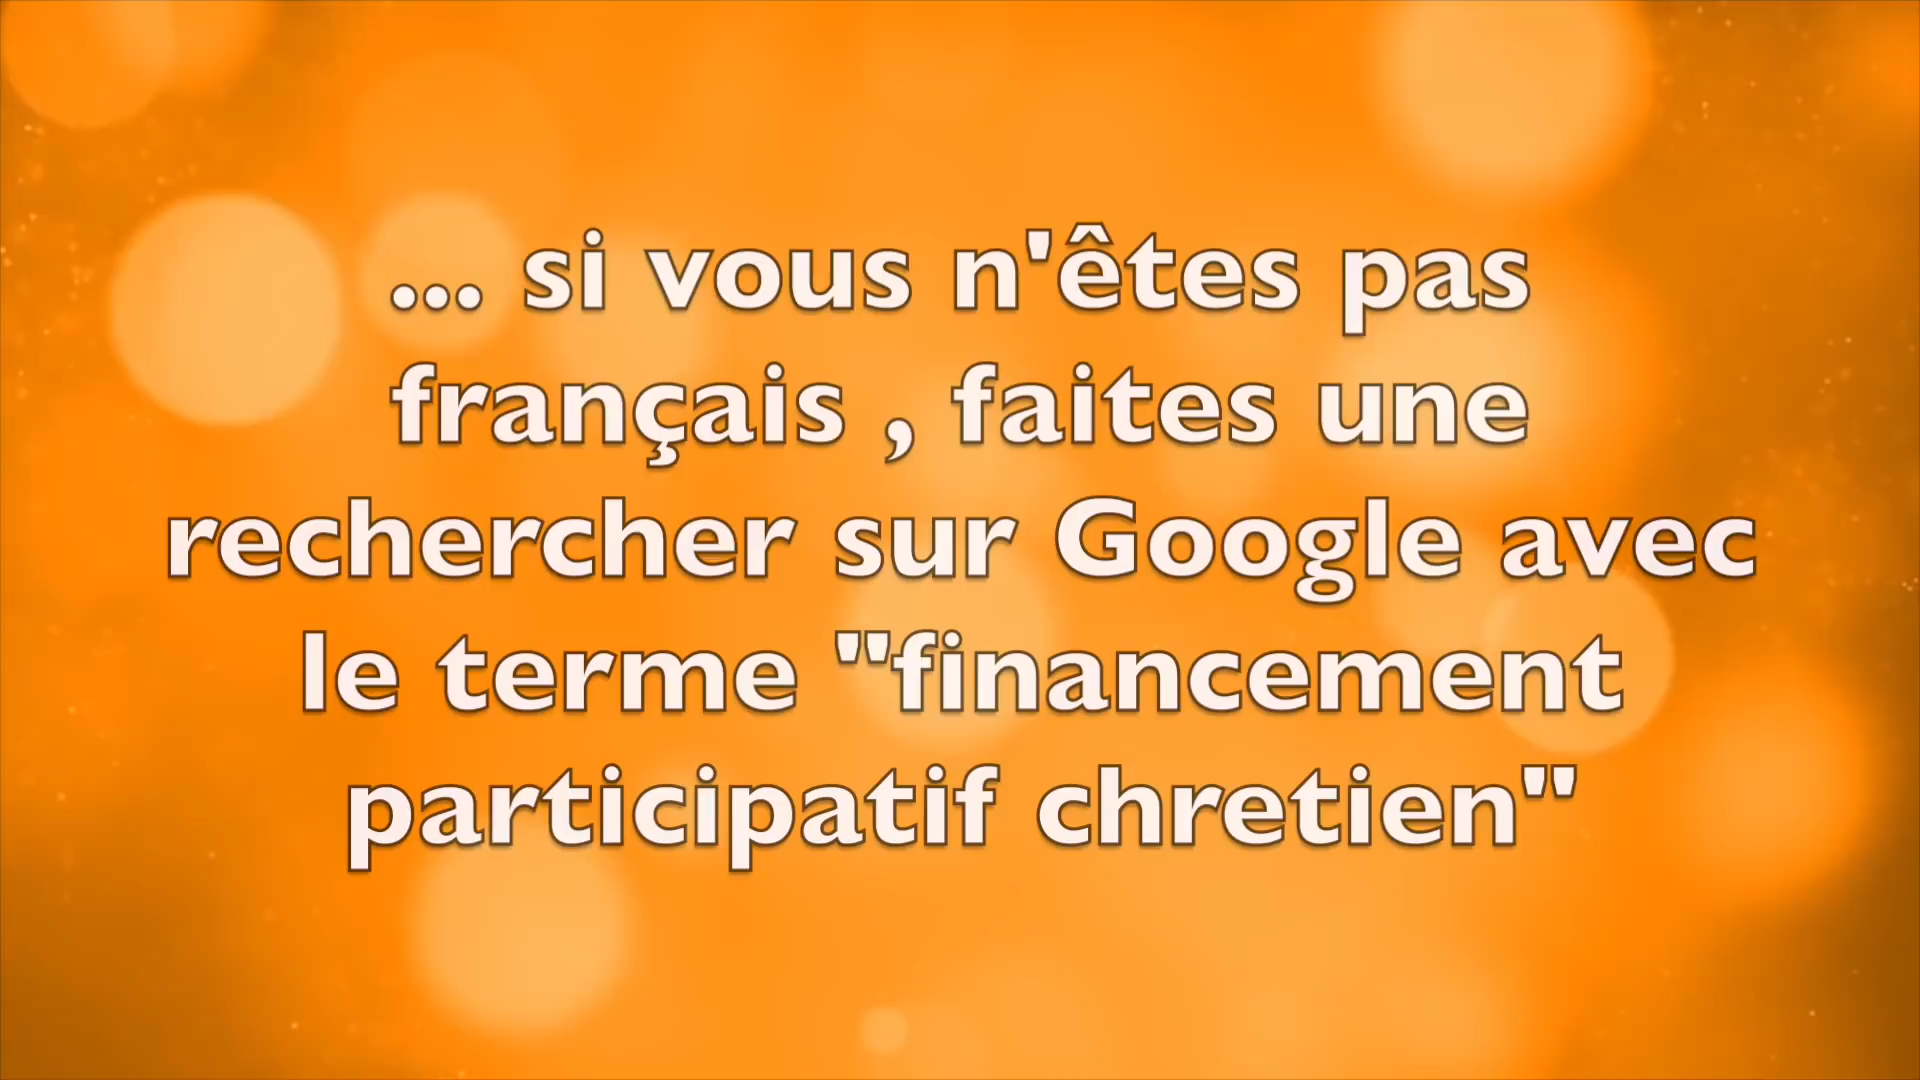 ... si vous n'êtes pas
français , faites une
rechercher sur Google avec
le terme "financement
participatif chretien"